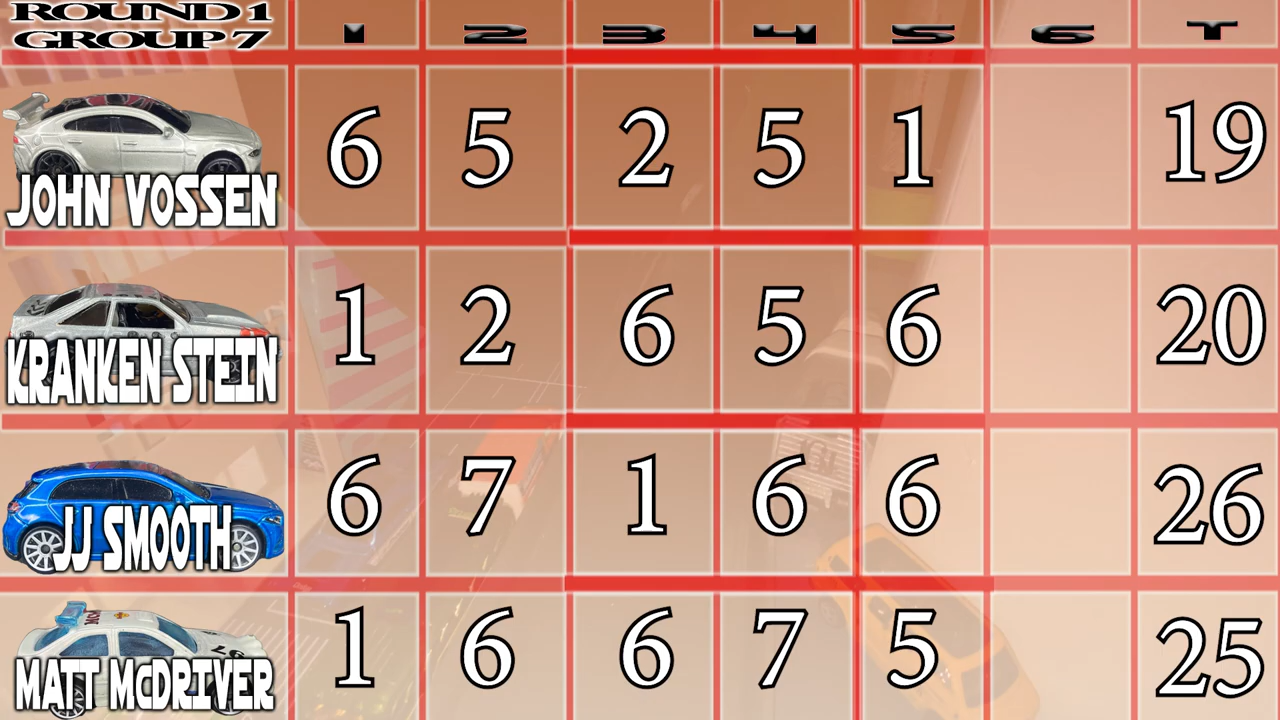 ROUND 1
GROUP 7
1 2 3 4 5 6 T
JOHN VOSSEN 6 5 2 5 1 19
KRANKEN STEIN 1 2 6 5 6 20
JJ SMOOTH 6 7 1 6 6 26
MATT McDRIVER 1 6 6 7 5 25